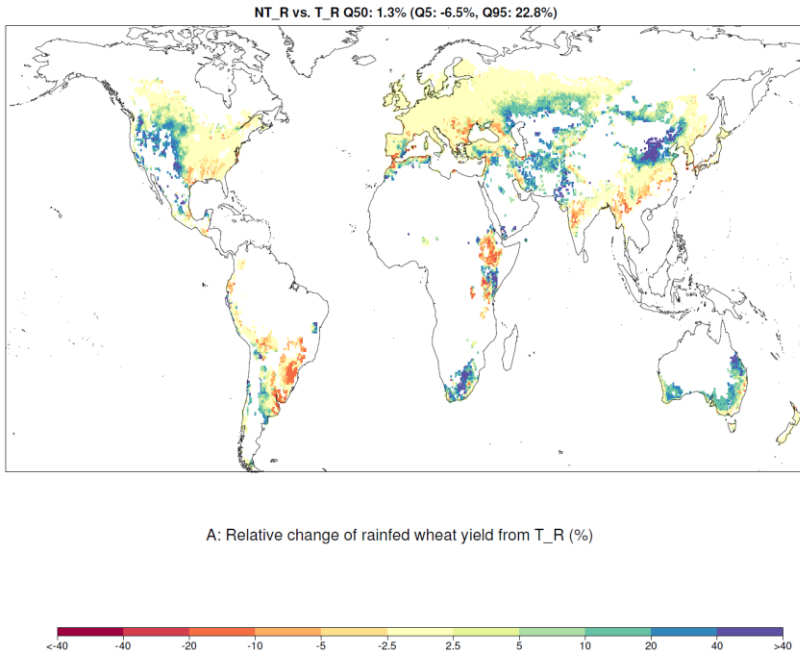 NT_R vs. T_R Q50: 1.3% (Q5: -6.5%, Q95: 22.8%)
A: Relative change of rainfed wheat yield from T_R (%)
<-40 -40 -20 -10 -5 -2.5 2.5 5 10 20 40 >40